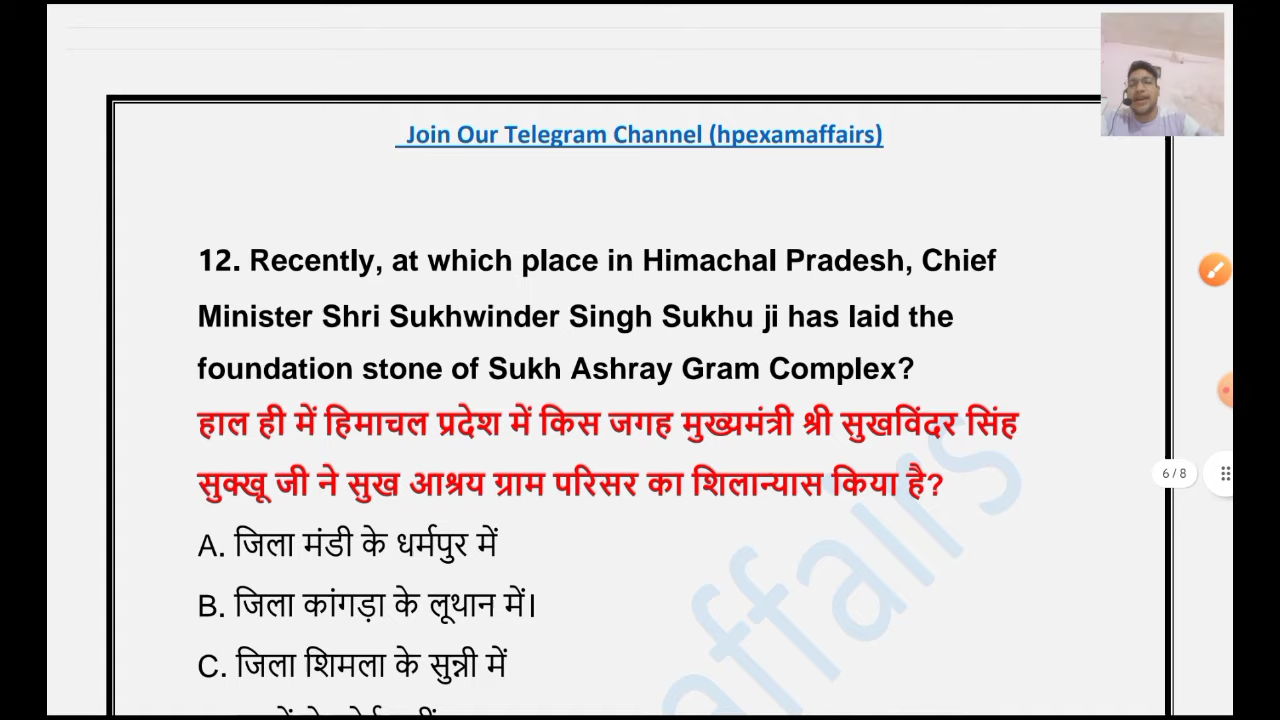 Join Our Telegram Channel (hpexamaffairs)
12. Recently, at which place in Himachal Pradesh, Chief
Minister Shri Sukhwinder Singh Sukhu ji has laid the
foundation stone of Sukh Ashray Gram Complex?
हाल ही में हिमाचल प्रदेश में किस जगह मुख्यमंत्री श्री सुखविंदर सिंह
सुक्खू जी ने सुख आश्रय ग्राम परिसर का शिलान्यास किया है?
A. जिला मंडी के धर्मपुर में
B. जिला कांगड़ा के लूथान में।
C. जिला शिमला के सुन्नी में
affairs
6 / 8